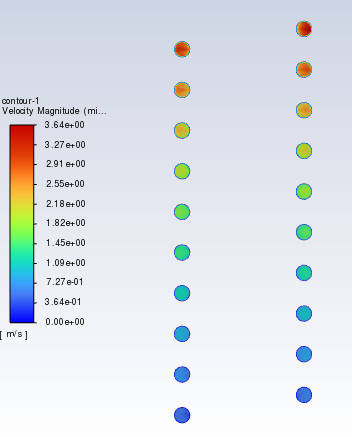 contour-1
Velocity Magnitude (mi...
3.64e+00
3.27e+00
2.91e+00
2.55e+00
2.18e+00
1.82e+00
1.45e+00
1.09e+00
7.27e-01
3.64e-01
0.00e+00
[ m/s ]